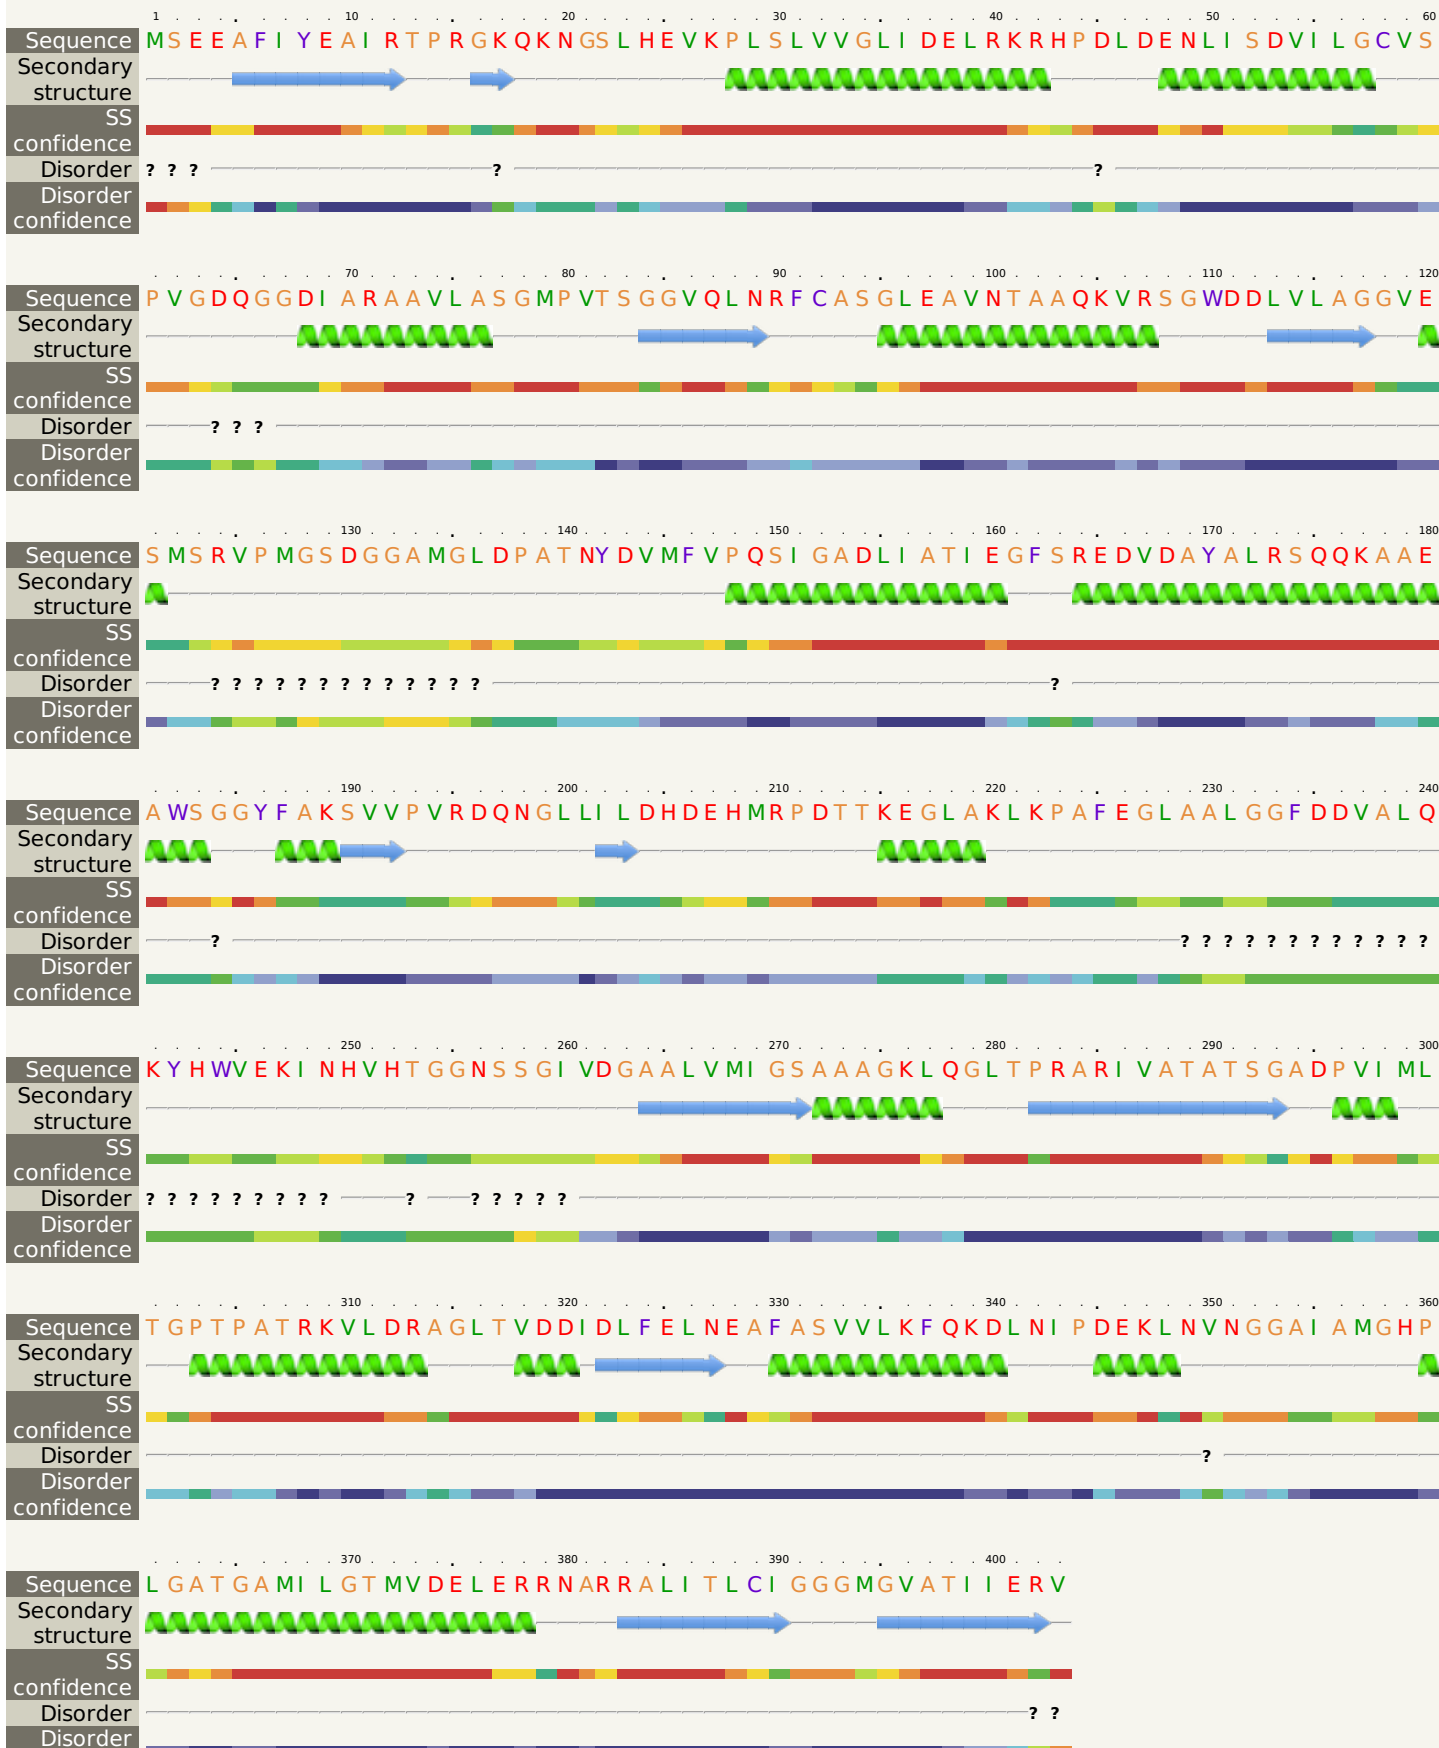 1 10 20 30 40 50 60
Sequence MSEEAFIYEAIRTPRGKQKNGSLHEVKPLSLVVGLIDELRKRHPDLDENLISDVILGCVS
Secondary
structure
SS
confidence
Disorder ? ? ? ? ?
Disorder
confidence
70 80 90 100 110 120
Sequence PVGDQGGDIARAAVLASGMPVTSGGVQLNRFCASGLEAVNTAAQKVRSGWDDLVLAGGVE
Secondary
structure
SS
confidence
Disorder ? ? ?
Disorder
confidence
130 140 150 160 170 180
Sequence SMSRVPMGSDGGAMGLDPATNYDVMFVPQSIGADLIATIEGFSREDVDAYALRSQQKAAE
Secondary
structure
SS
confidence
Disorder ? ? ? ? ? ? ? ? ? ? ? ? ? ?
Disorder
confidence
190 200 210 220 230 240
Sequence AWSGGYFAKSVVPVRDQNGLLILDHDEHMRPDTTKEGLAKLKPAFEGLAALGGFDDVALQ
Secondary
structure
SS
confidence
Disorder ? ? ? ? ? ? ? ? ? ? ? ? ?
Disorder
confidence
250 260 270 280 290 300
Sequence KYHWVEKINHVHTGGNSSGIVDGAALVMIGSAAAGKLQGLTPRARIVATATSGADPVIML
Secondary
structure
SS
confidence
Disorder ? ? ? ? ? ? ? ? ? ? ? ? ? ? ?
Disorder
confidence
310 320 330 340 350 360
Sequence TGPTPATRKVLDRAGLTVDDIDLFELNEAFASVVLKFQKDLNIPDEKLNVNGGAIAMGHP
Secondary
structure
SS
confidence
Disorder ?
Disorder
confidence
370 380 390 400
Sequence LGATGAMILGTMVDELERRNARRALITLCIGGGMGVATIIERV
Secondary
structure
SS
confidence
Disorder ? ?
Disorder